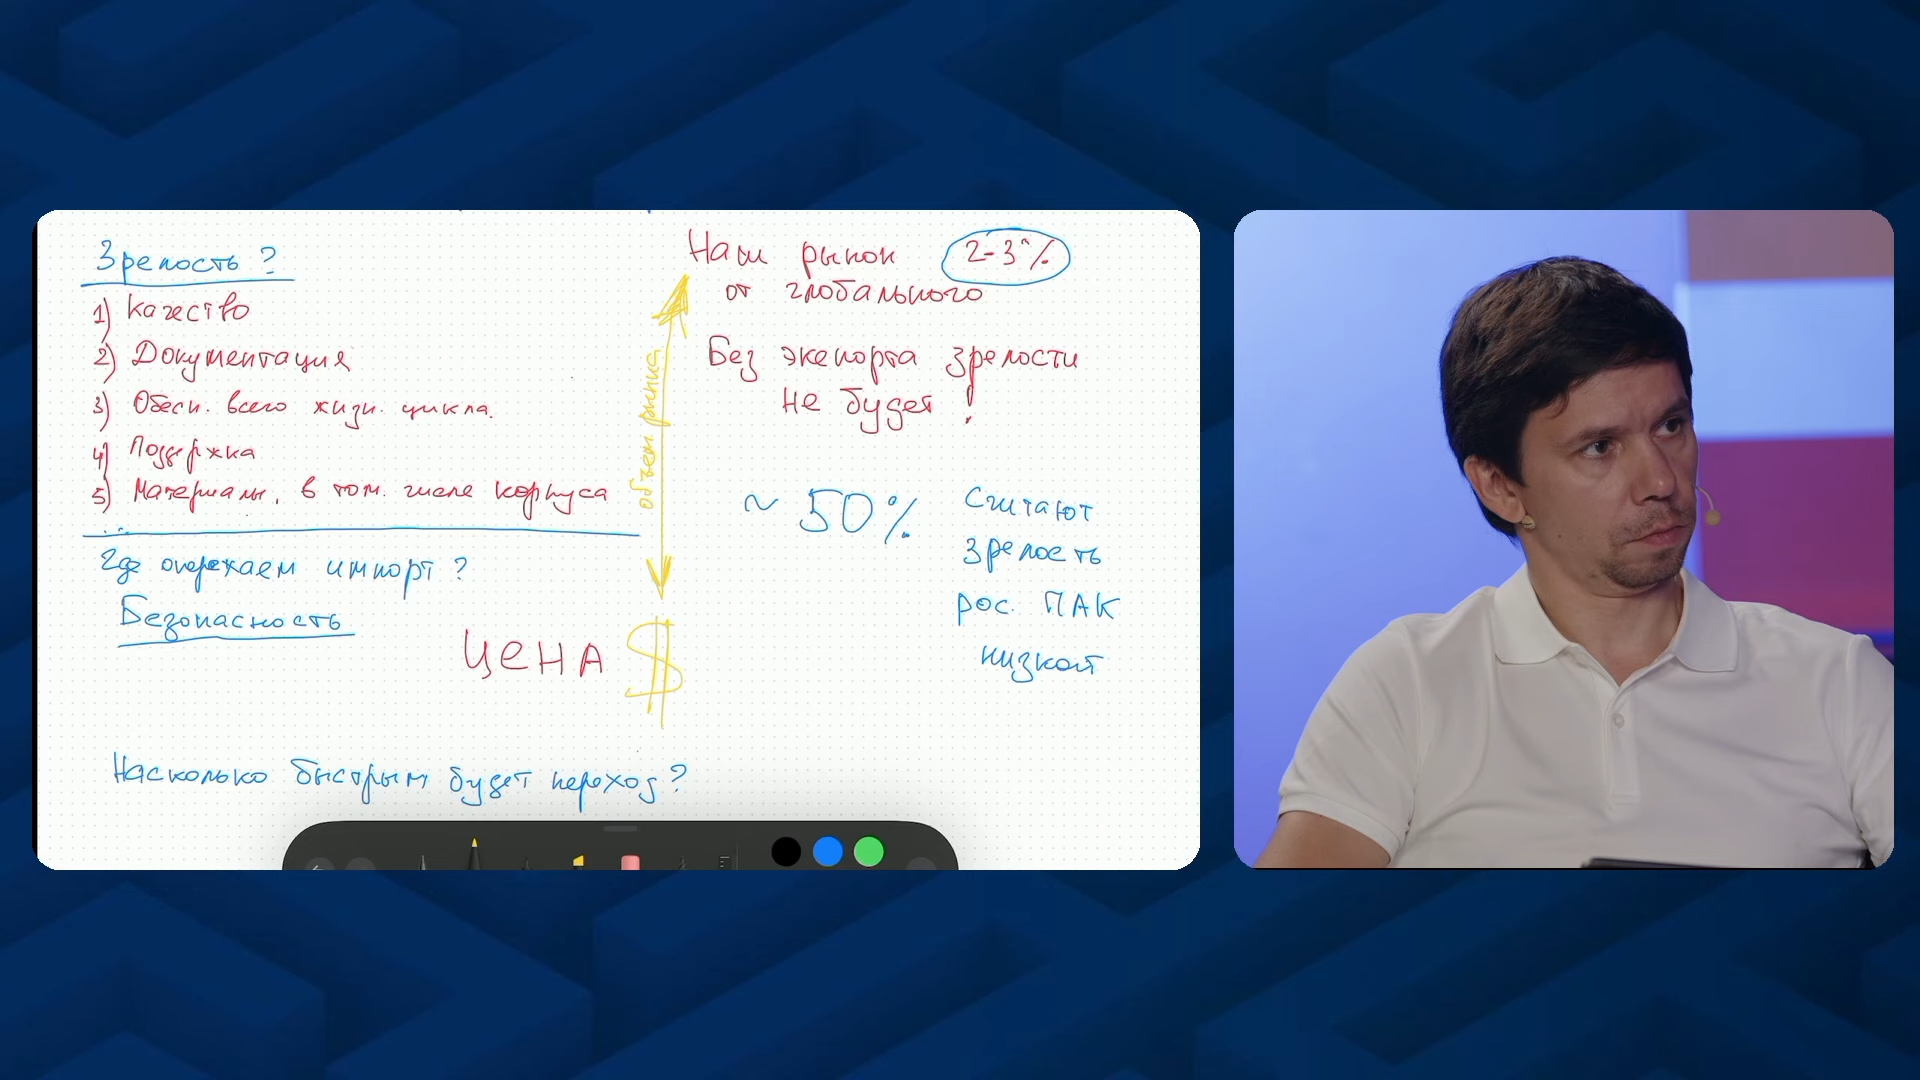 Зрелость ?
1) Качество
2) Документация
3) Обесп. всего жизн. цикла.
4) Поддержка
5) Материалы, в том. числе корпуса
Где опережаем импорт ?
Безопасность
ЦЕНА $
объем рынка
Наш рынок 2-3%
от глобального
Без экспорта зрелости
не будет !
~ 50% считают
зрелость
рос. ПАК
низкой
Насколько быстрым будет переход ?